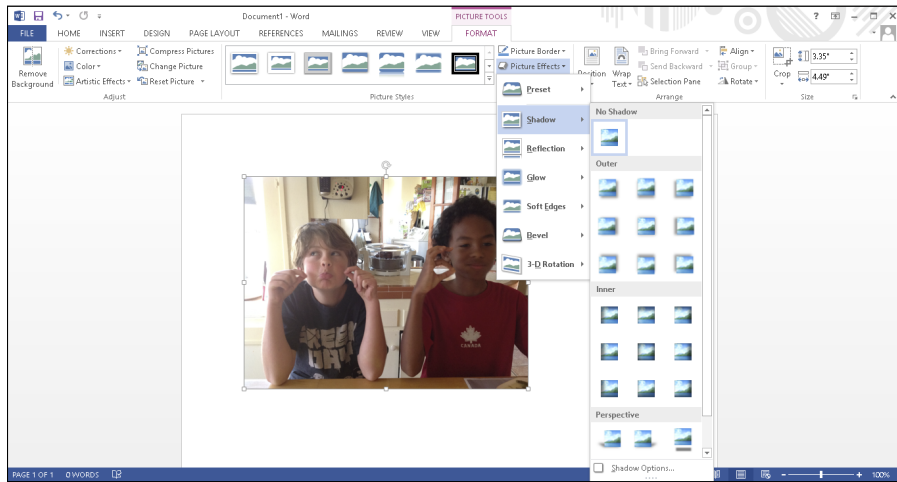 Document1 - Word
PICTURE TOOLS
FILE HOME INSERT DESIGN PAGE LAYOUT REFERENCES MAILINGS REVIEW VIEW FORMAT
Remove Background
Corrections
Color
Artistic Effects
Compress Pictures
Change Picture
Reset Picture
Adjust
Picture Styles
Picture Border
Picture Effects
Wrap Text
Bring Forward
Send Backward
Selection Pane
Align
Group
Rotate
Arrange
Crop
3.35"
4.49"
Size
Preset
Shadow
Reflection
Glow
Soft Edges
Bevel
3-D Rotation
No Shadow
Outer
Inner
Perspective
Shadow Options...
CANADA
PAGE 1 OF 1 0 WORDS
100%